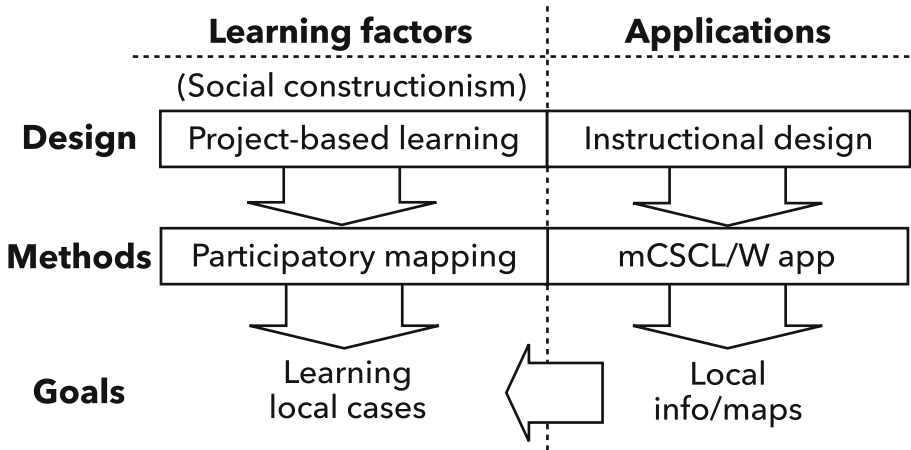 Learning factors
Applications
(Social constructionism)
Design
Project-based learning
Instructional design
Methods
Participatory mapping
mCSCL/W app
Goals
Learning
local cases
Local
info/maps